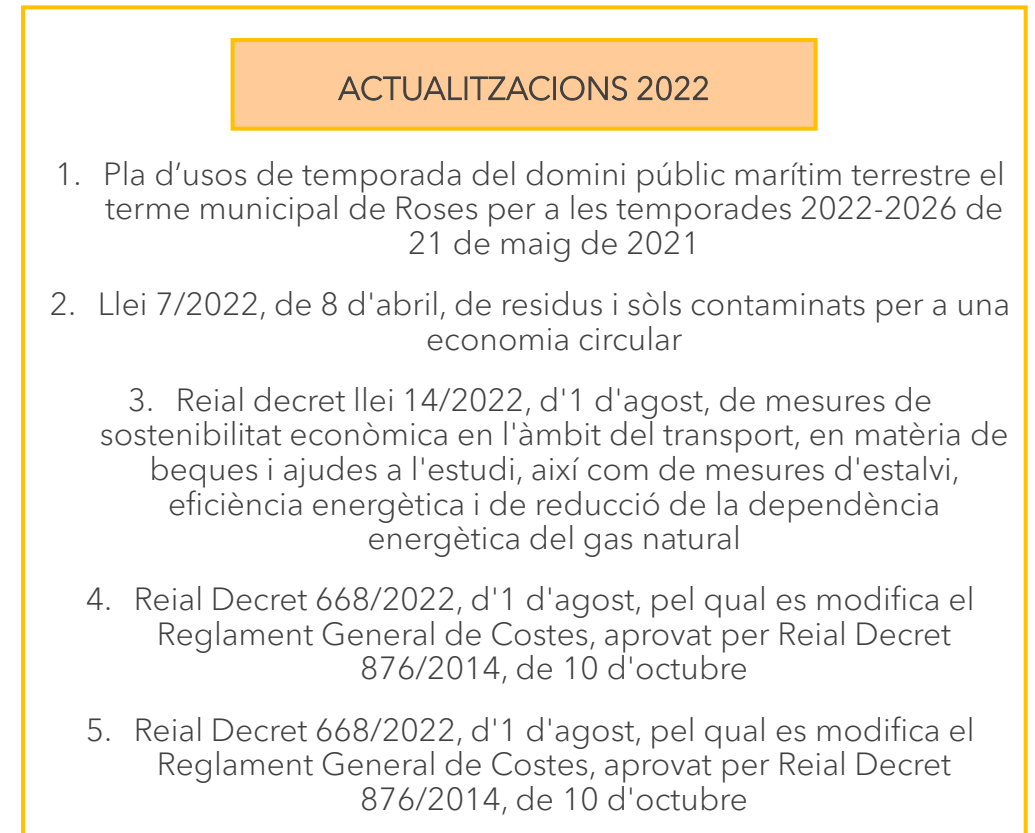 ACTUALITZACIONS 2022
1. Pla d’usos de temporada del domini públic marítim terrestre el
terme municipal de Roses per a les temporades 2022-2026 de
21 de maig de 2021
2. Llei 7/2022, de 8 d'abril, de residus i sòls contaminats per a una
economia circular
3. Reial decret llei 14/2022, d'1 d'agost, de mesures de
sostenibilitat econòmica en l'àmbit del transport, en matèria de
beques i ajudes a l'estudi, així com de mesures d'estalvi,
eficiència energètica i de reducció de la dependència
energètica del gas natural
4. Reial Decret 668/2022, d'1 d'agost, pel qual es modifica el
Reglament General de Costes, aprovat per Reial Decret
876/2014, de 10 d'octubre
5. Reial Decret 668/2022, d'1 d'agost, pel qual es modifica el
Reglament General de Costes, aprovat per Reial Decret
876/2014, de 10 d'octubre